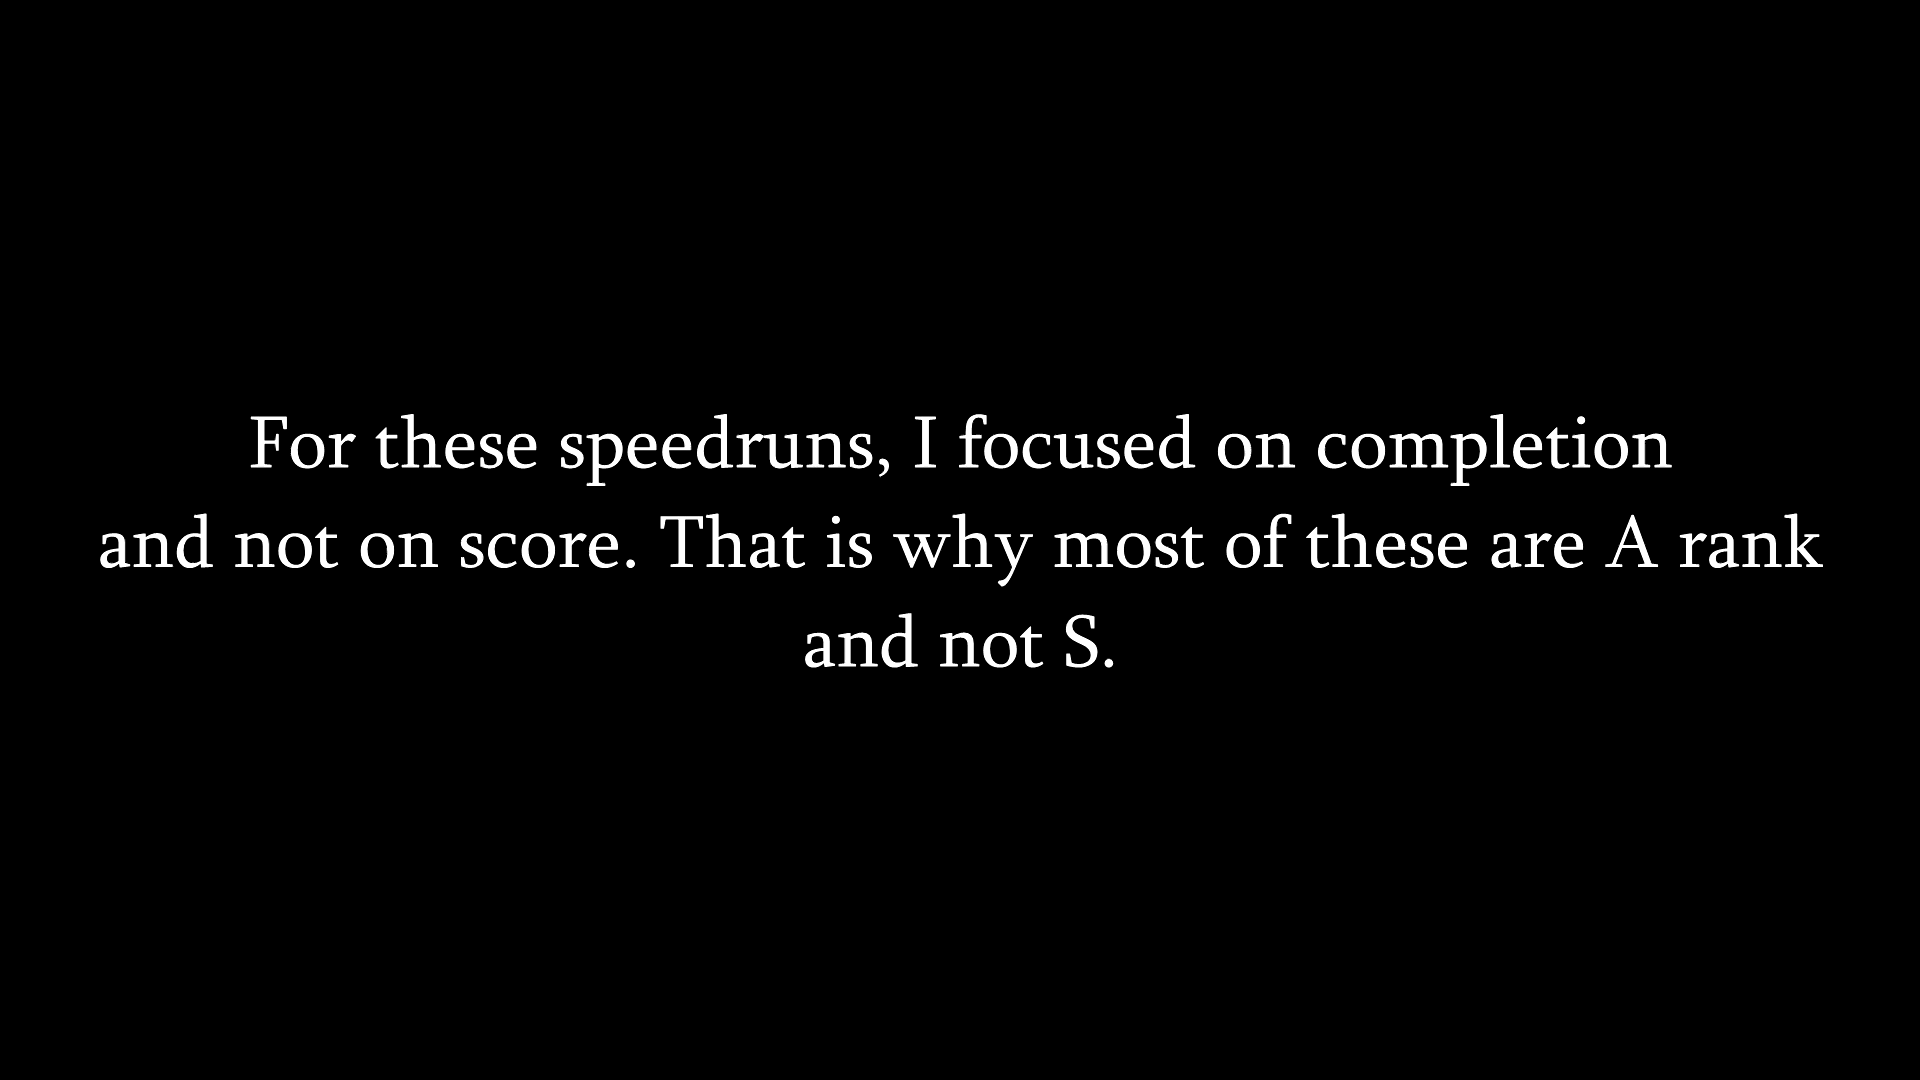 For these speedruns, I focused on completion
and not on score. That is why most of these are A rank
and not S.